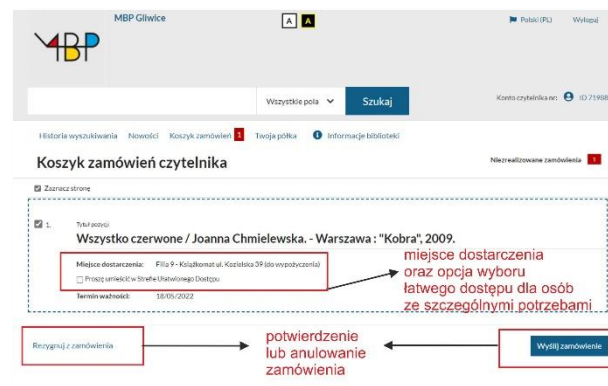 MBP Gliwice
A A
Polski (PL) Wyloguj
MBP
Wszystkie pola Szukaj
Konto czytelnika nr: ID 71988
Historia wyszukiwania Nowości Koszyk zamówień 1 Twoja półka Informacje biblioteki
Koszyk zamówień czytelnika
Niezrealizowane zamówienia 1
Zaznacz stronę
1. Tytuł pozycji
Wszystko czerwone / Joanna Chmielewska. - Warszawa : "Kobra", 2009.
Miejsce dostarczenia: Filia 9 - Książkomat ul. Kozielska 39 (do wypożyczenia)
Proszę umieścić w Strefie Ułatwionego Dostępu
Termin ważności: 18/05/2022
miejsce dostarczenia
oraz opcja wyboru
łatwego dostępu dla osób
ze szczególnymi potrzebami
Rezygnuj z zamówienia
potwierdzenie
lub anulowanie
zamówienia
Wyślij zamówienie